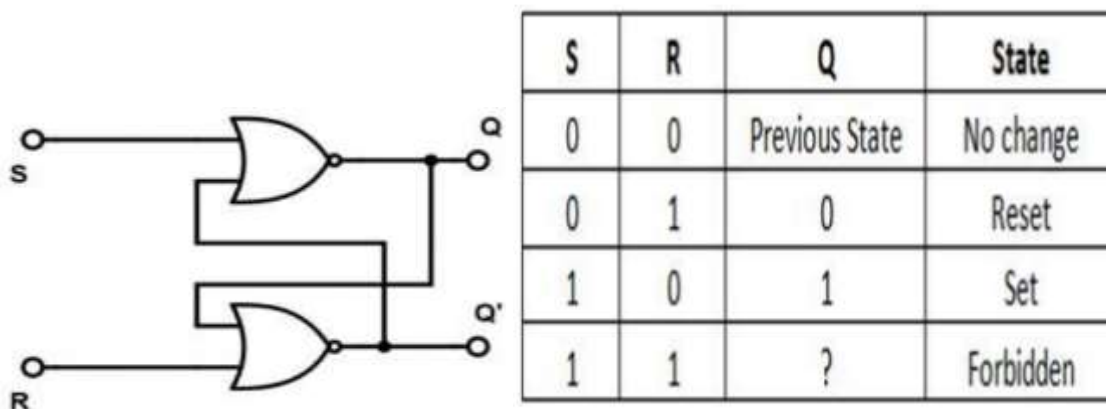 S
R
Q
Q'
S R Q State
0 0 Previous State No change
0 1 0 Reset
1 0 1 Set
1 1 ? Forbidden